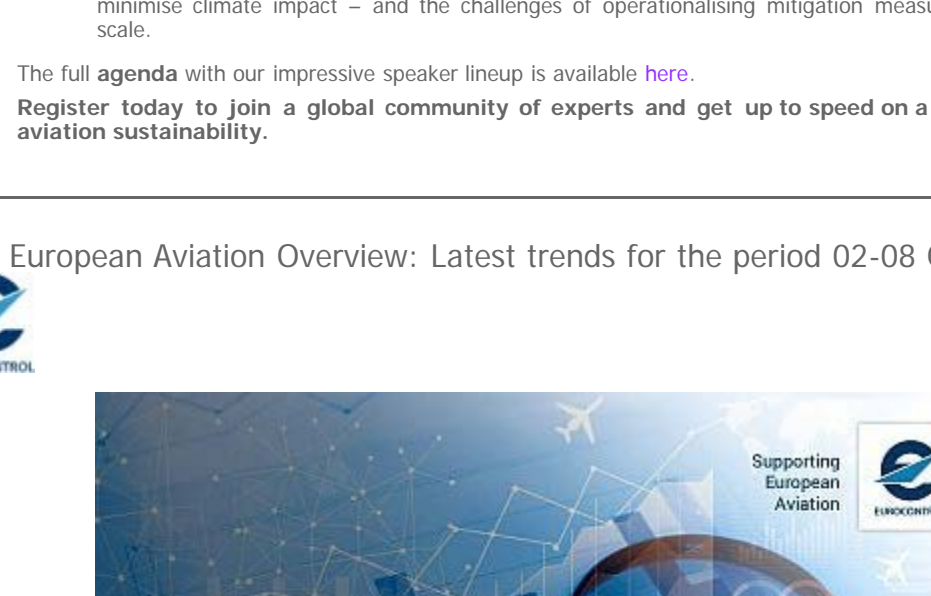 minimise climate impact – and the challenges of operationalising mitigation
scale.
The full agenda with our impressive speaker lineup is available here.
Register today to join a global community of experts and get up to speed on a
aviation sustainability.
European Aviation Overview: Latest trends for the period 02-08
Supporting
European
Aviation